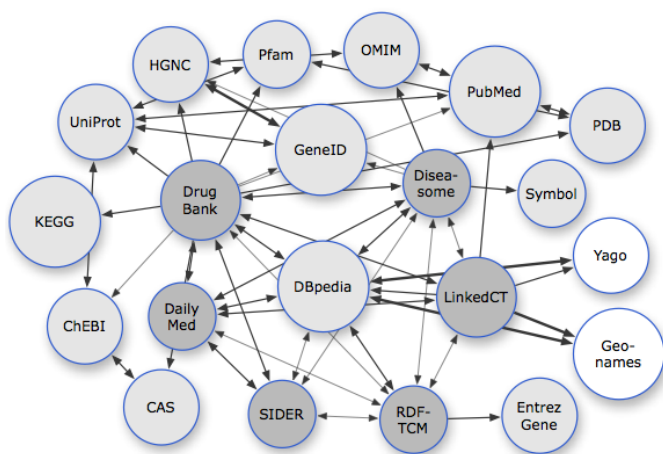 HGNC
Pfam
OMIM
PubMed
UniProt
GeneID
PDB
Drug
Bank
Disea-
some
Symbol
KEGG
Yago
DBpedia
LinkedCT
Daily
Med
ChEBI
Geo-
names
CAS
SIDER
RDF-
TCM
Entrez
Gene